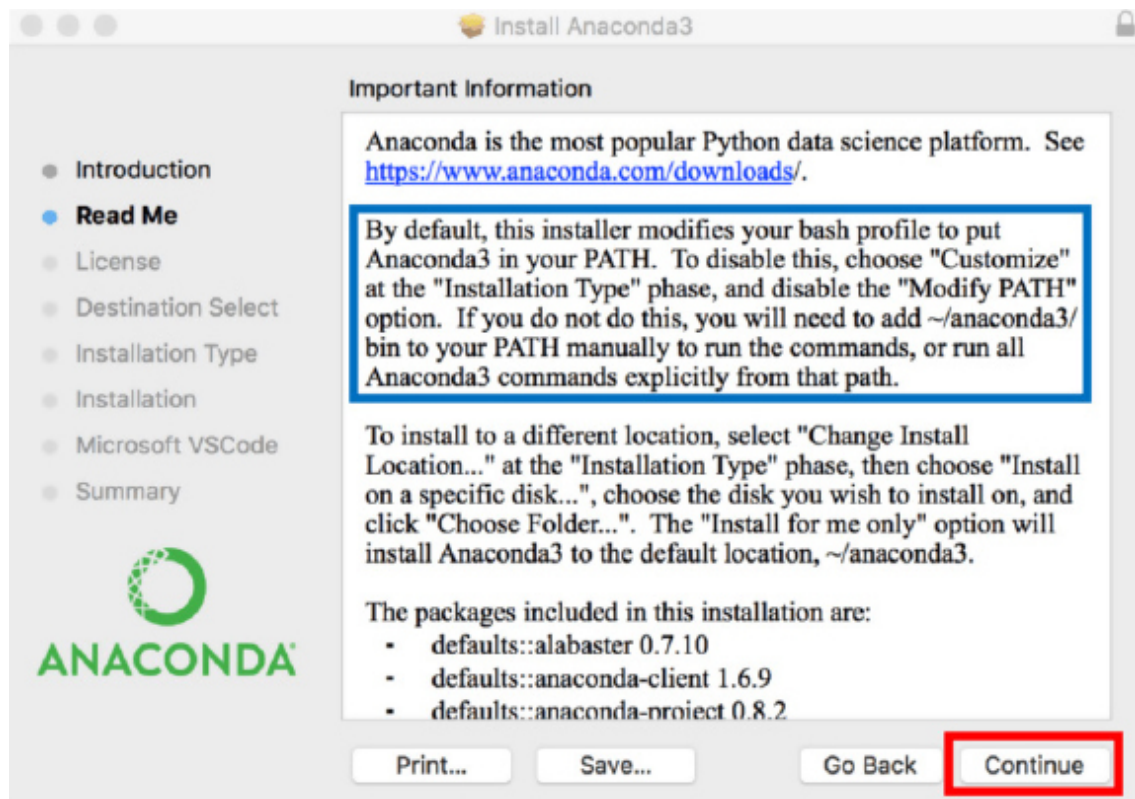 Install Anaconda3
Important Information
Introduction
Read Me
License
Destination Select
Installation Type
Installation
Microsoft VSCode
Summary
ANACONDA
Anaconda is the most popular Python data science platform. See
https://www.anaconda.com/downloads/.
By default, this installer modifies your bash profile to put
Anaconda3 in your PATH. To disable this, choose "Customize"
at the "Installation Type" phase, and disable the "Modify PATH"
option. If you do not do this, you will need to add ~/anaconda3/
bin to your PATH manually to run the commands, or run all
Anaconda3 commands explicitly from that path.
To install to a different location, select "Change Install
Location..." at the "Installation Type" phase, then choose "Install
on a specific disk...", choose the disk you wish to install on, and
click "Choose Folder...". The "Install for me only" option will
install Anaconda3 to the default location, ~/anaconda3.
The packages included in this installation are:
- defaults::alabaster 0.7.10
- defaults::anaconda-client 1.6.9
- defaults::anaconda-project 0.8.2
Print...
Save...
Go Back
Continue